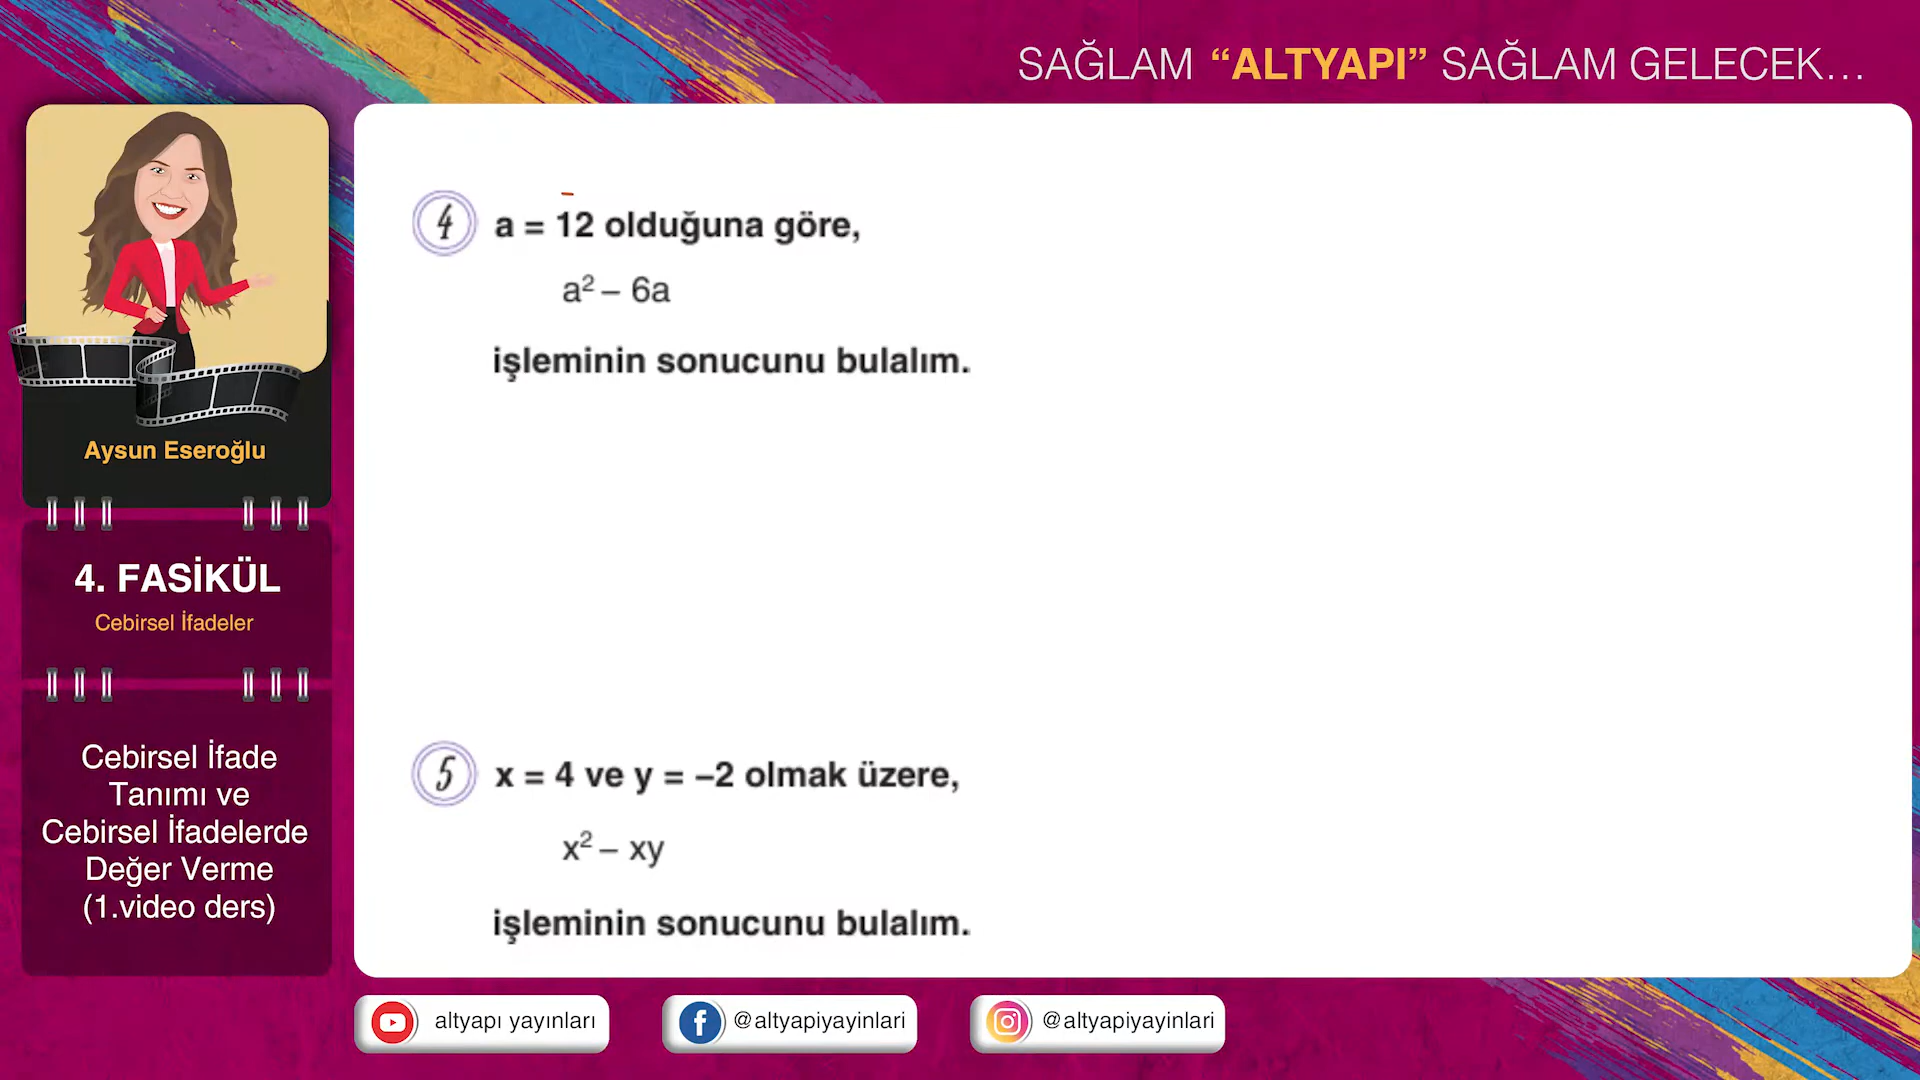 SAĞLAM “ALTYAPI” SAĞLAM GELECEK...
4 a = 12 olduğuna göre,
a² – 6a
işleminin sonucunu bulalım.
Aysun Eseroğlu
4. FASİKÜL
Cebirsel İfadeler
Cebirsel İfade
Tanımı ve
Cebirsel İfadelerde
Değer Verme
(1.video ders)
5 x = 4 ve y = –2 olmak üzere,
x² – xy
işleminin sonucunu bulalım.
altyapı yayınları
@altyapiyayinlari
@altyapiyayinlari